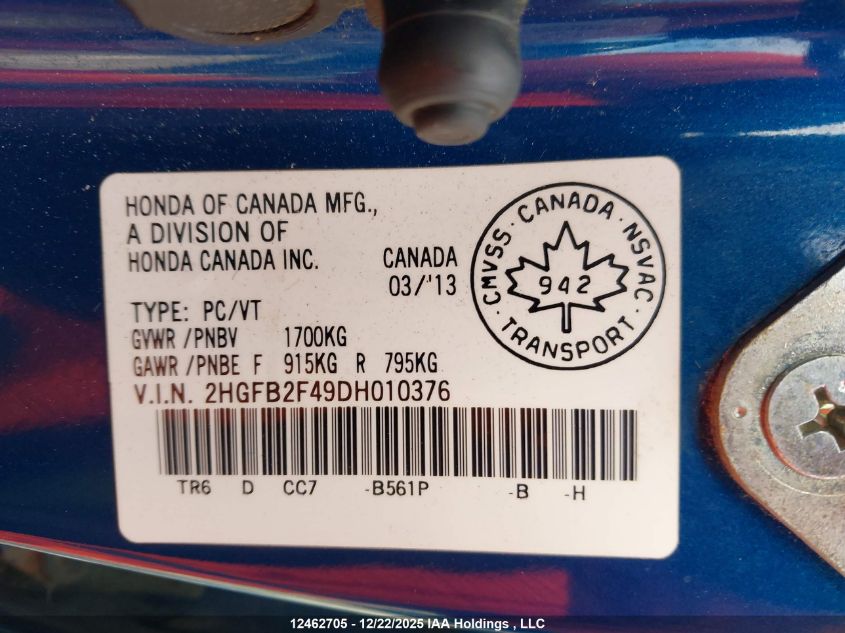 HONDA OF CANADA MFG.,
A DIVISION OF
HONDA CANADA INC.
CANADA
03/'13
CMVSS · CANADA · NSVAC
942
· TRANSPORT ·
TYPE: PC/VT
GVWR /PNBV 1700KG
GAWR /PNBE F 915KG R 795KG
V.I.N. 2HGFB2F49DH010376
TR6 D CC7 -B561P -B -H
12462705 - 12/22/2025 IAA Holdings , LLC